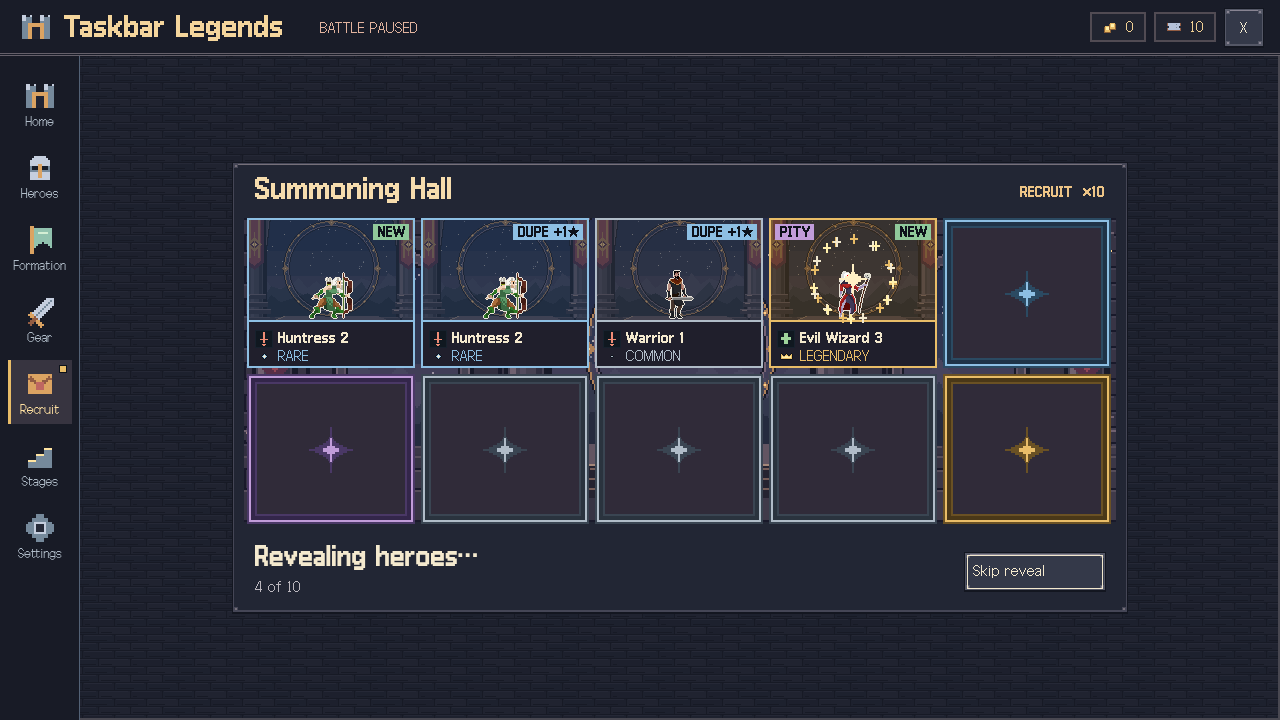 Taskbar Legends
BATTLE PAUSED
0
10
X
Home
Heroes
Formation
Gear
Recruit
Stages
Settings
Summoning Hall
RECRUIT ×10
NEW
Huntress 2
RARE
DUPE +1★
Huntress 2
RARE
DUPE +1★
Warrior 1
COMMON
PITY
NEW
Evil Wizard 3
LEGENDARY
Revealing heroes…
4 of 10
Skip reveal